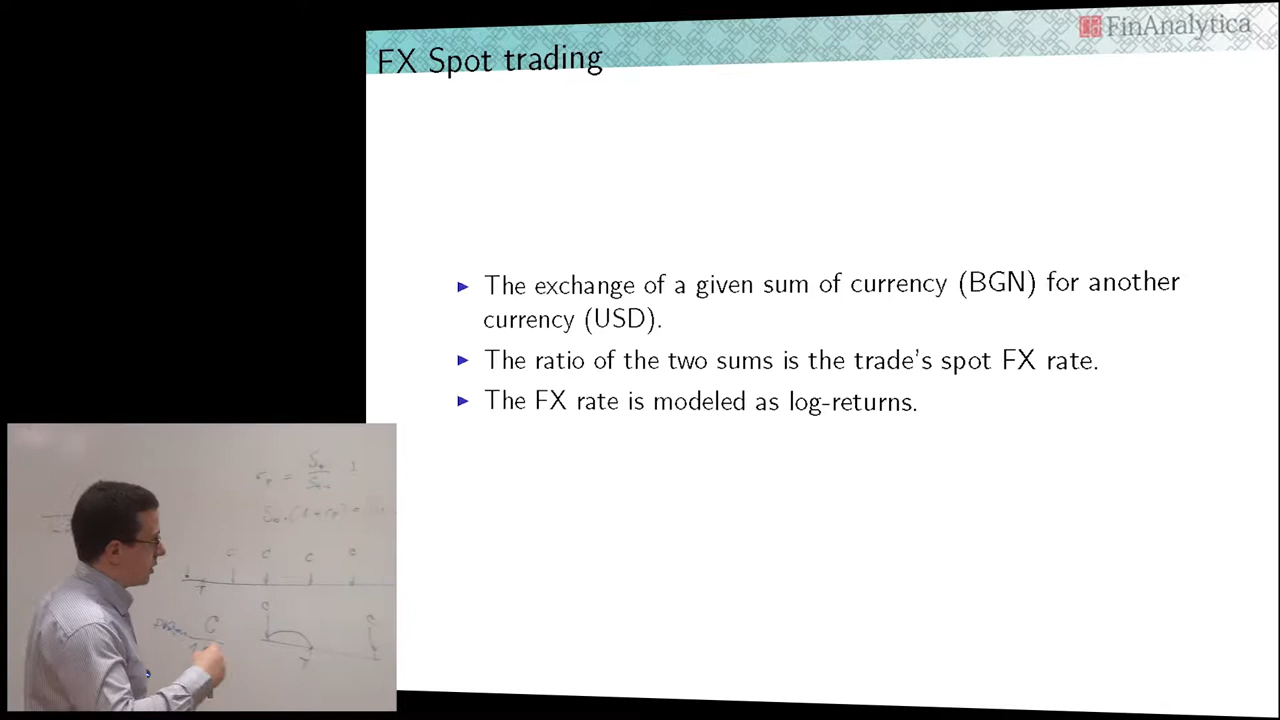 FinAnalytica
FX Spot trading
The exchange of a given sum of currency (BGN) for another
currency (USD).
The ratio of the two sums is the trade's spot FX rate.
The FX rate is modeled as log-returns.
C C C C
C C
T
C
T